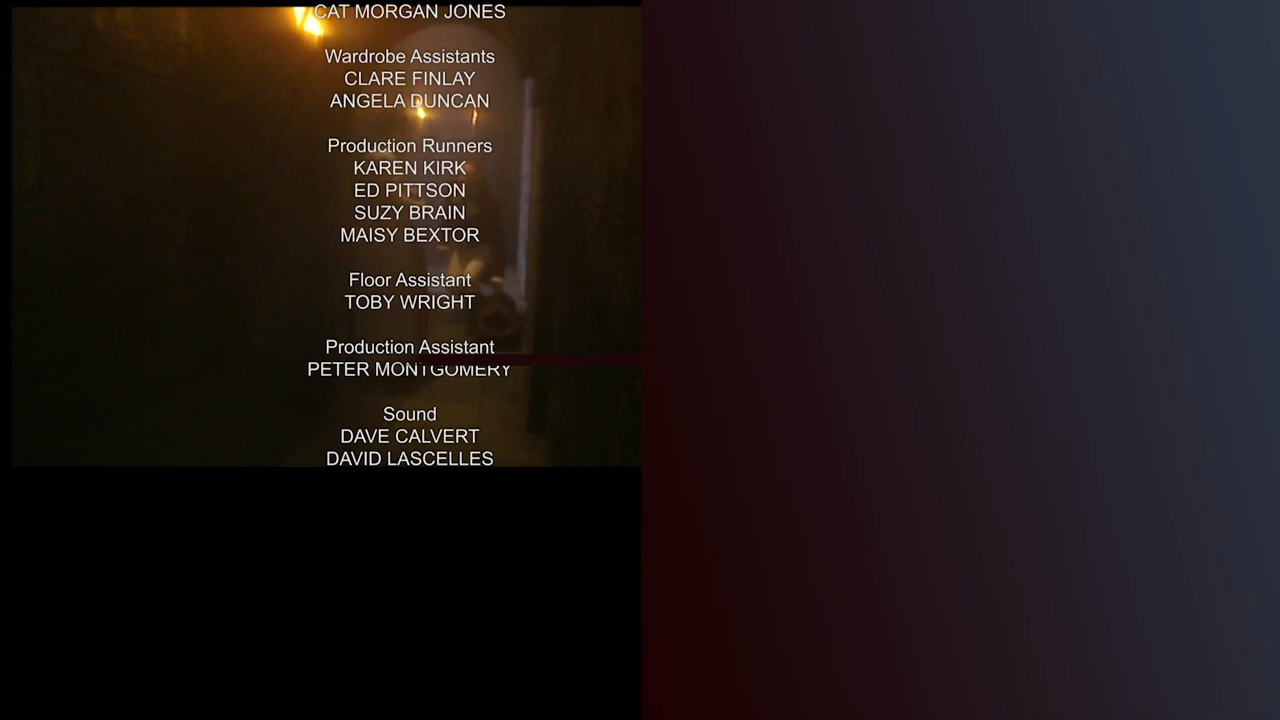 CAT MORGAN JONES
Wardrobe Assistants
CLARE FINLAY
ANGELA DUNCAN
Production Runners
KAREN KIRK
ED PITTSON
SUZY BRAIN
MAISY BEXTOR
Floor Assistant
TOBY WRIGHT
Production Assistant
PETER MONTGOMERY
Sound
DAVE CALVERT
DAVID LASCELLES